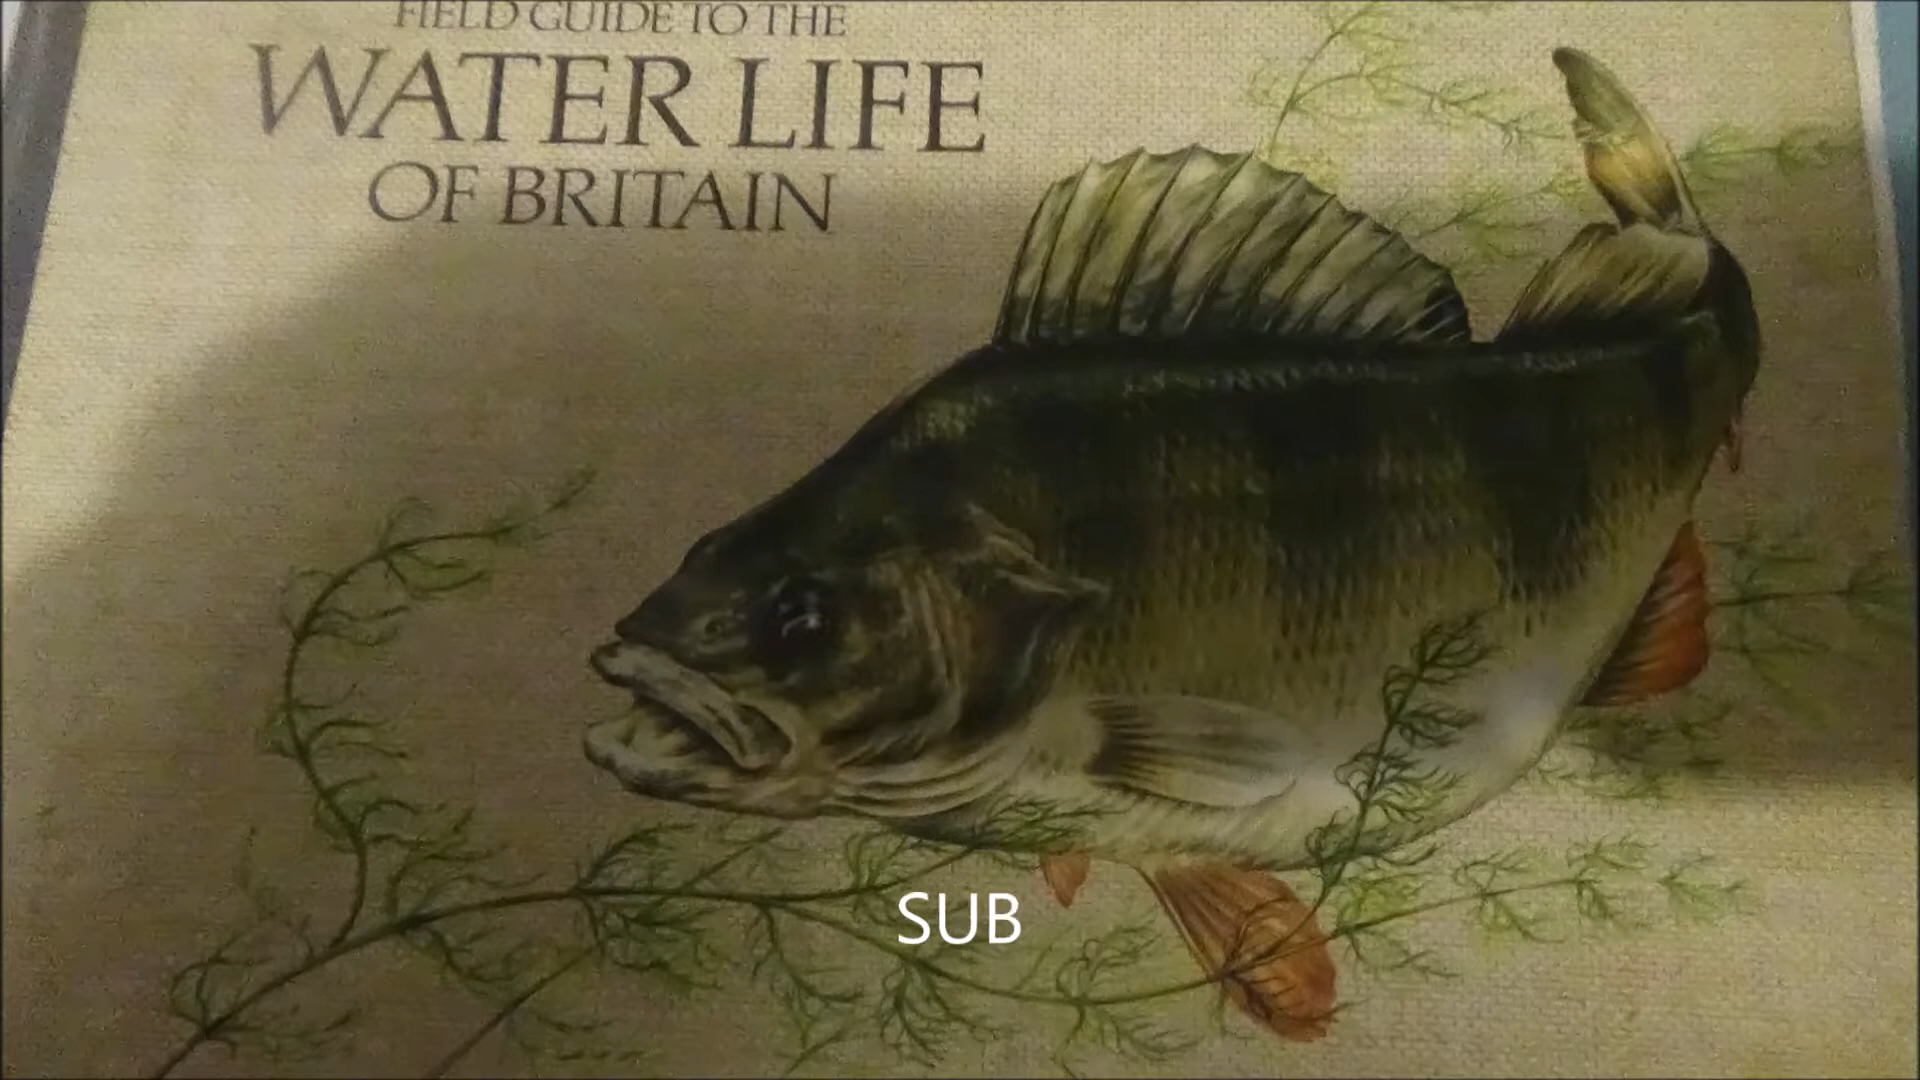 FIELD GUIDE TO THE
WATER LIFE
OF BRITAIN
SUB